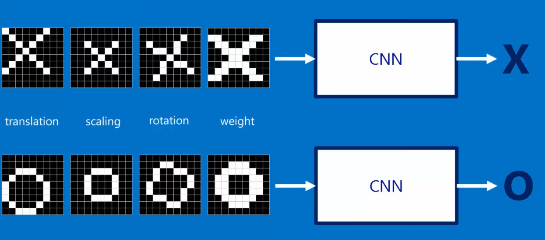 CNN X
translation scaling rotation weight
CNN O